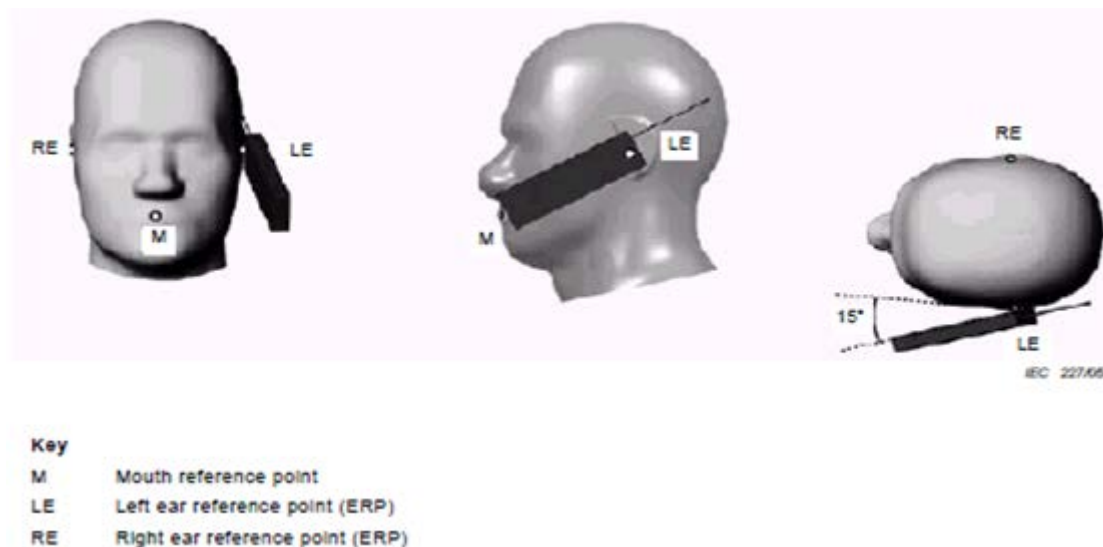 RE
LE
M
LE
M
RE
15°
LE
IEC 227/05
Key
M Mouth reference point
LE Left ear reference point (ERP)
RE Right ear reference point (ERP)